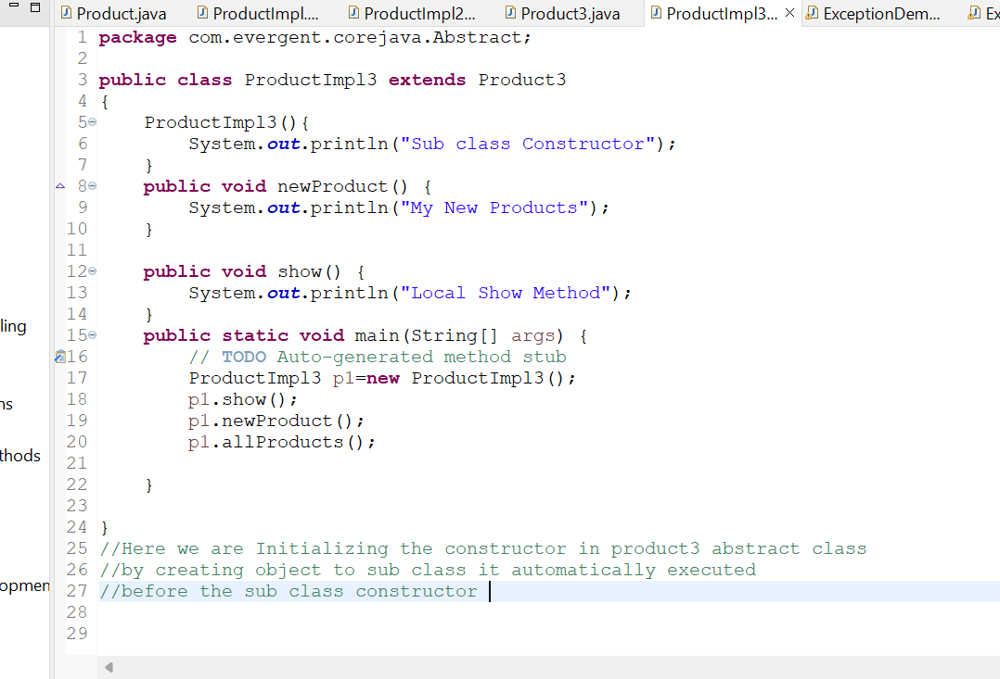 Product.java ProductImpl.... ProductImpl2... Product3.java ProductImpl3... ExceptionDem... Ex
1 package com.evergent.corejava.Abstract;
2
3 public class ProductImpl3 extends Product3
4 {
5 ProductImpl3(){
6 System.out.println("Sub class Constructor");
7 }
8 public void newProduct() {
9 System.out.println("My New Products");
10 }
11
12 public void show() {
13 System.out.println("Local Show Method");
14 }
ling
15 public static void main(String[] args) {
16 // TODO Auto-generated method stub
17 ProductImpl3 p1=new ProductImpl3();
18 p1.show();
ns
19 p1.newProduct();
20 p1.allProducts();
thods
21
22 }
23
24 }
25 //Here we are Initializing the constructor in product3 abstract class
26 //by creating object to sub class it automatically executed
opmen
27 //before the sub class constructor
28
29